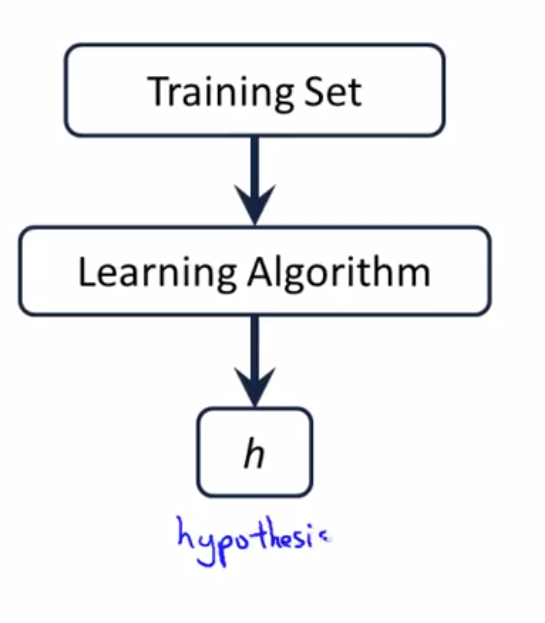 Training Set
Learning Algorithm
h
hypothesis